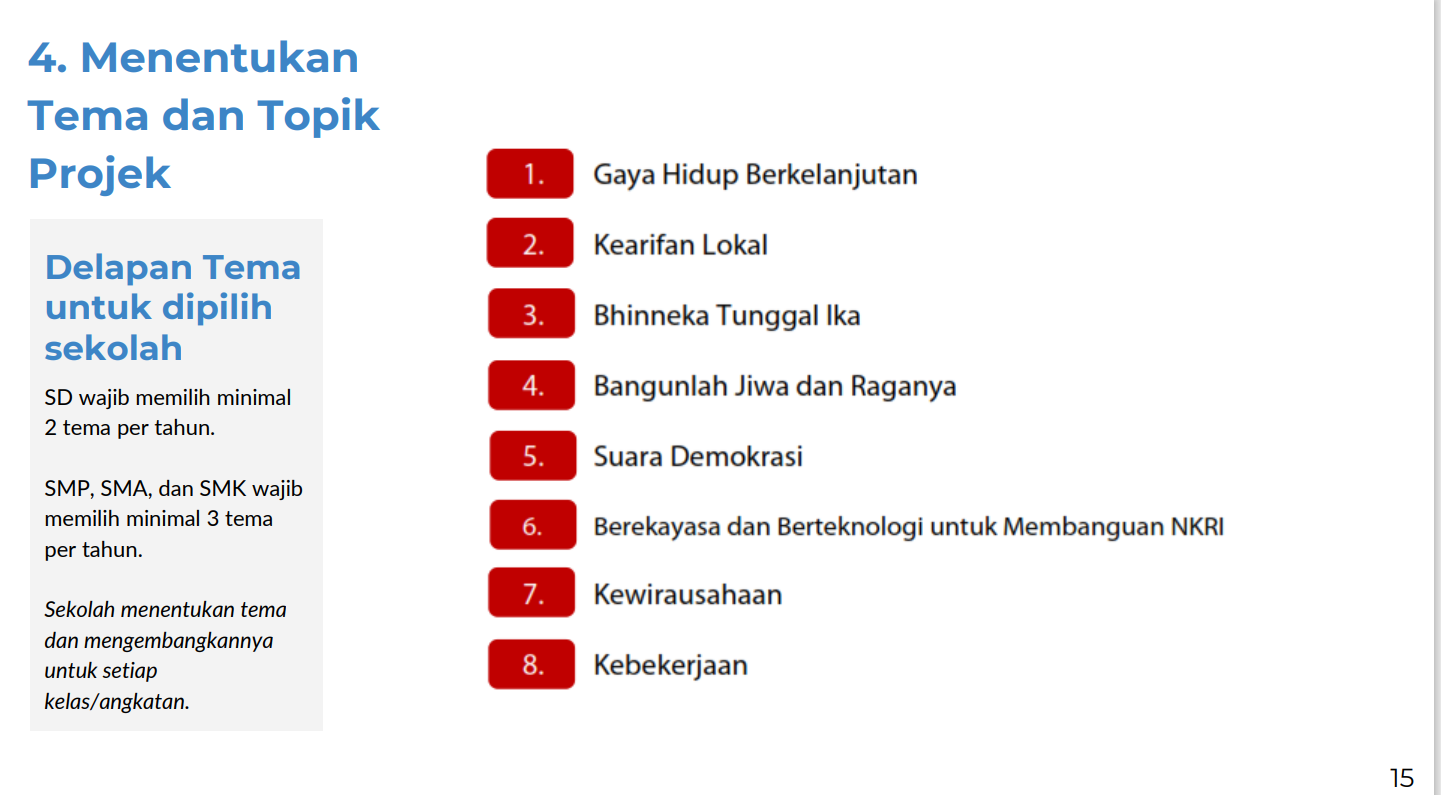 4. Menentukan
Tema dan Topik
Projek
Delapan Tema
untuk dipilih
sekolah
SD wajib memilih minimal
2 tema per tahun.
SMP, SMA, dan SMK wajib
memilih minimal 3 tema
per tahun.
Sekolah menentukan tema
dan mengembangkannya
untuk setiap
kelas/angkatan.
1. Gaya Hidup Berkelanjutan
2. Kearifan Lokal
3. Bhinneka Tunggal Ika
4. Bangunlah Jiwa dan Raganya
5. Suara Demokrasi
6. Berekayasa dan Berteknologi untuk Membanguan NKRI
7. Kewirausahaan
8. Kebekerjaan
15